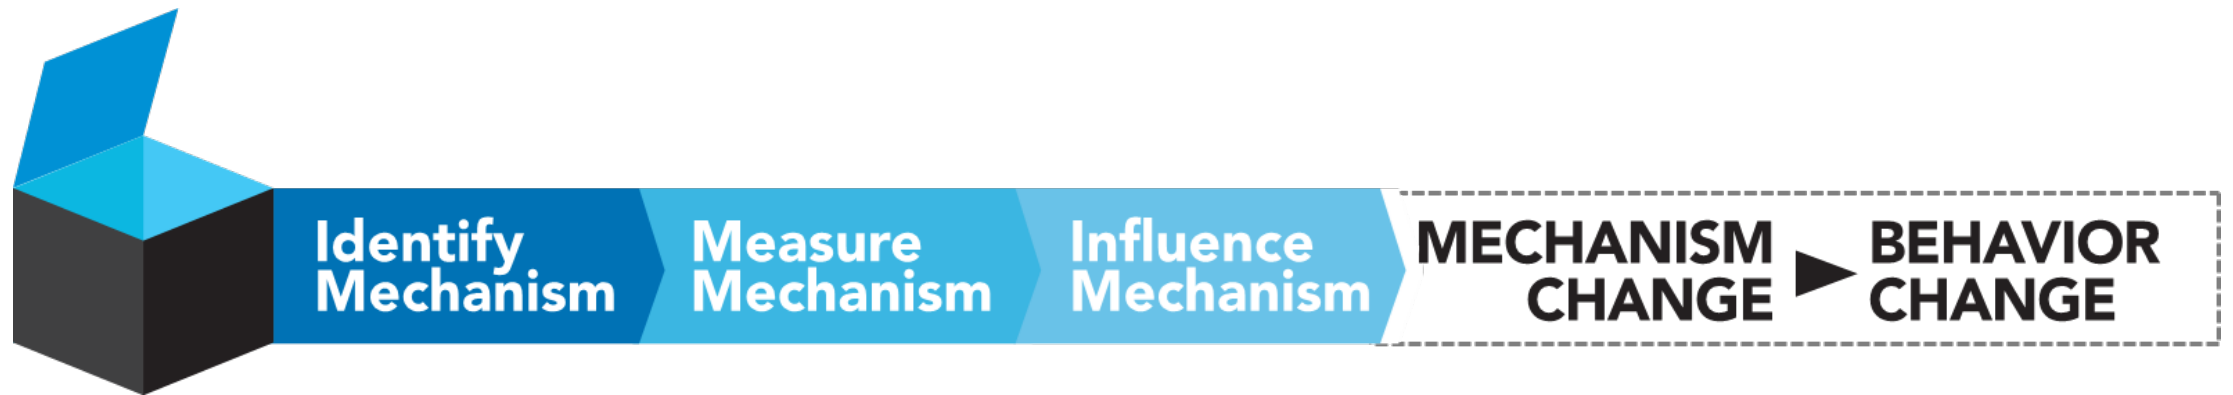 Identify
Mechanism
Measure
Mechanism
Influence
Mechanism
MECHANISM
CHANGE
BEHAVIOR
CHANGE